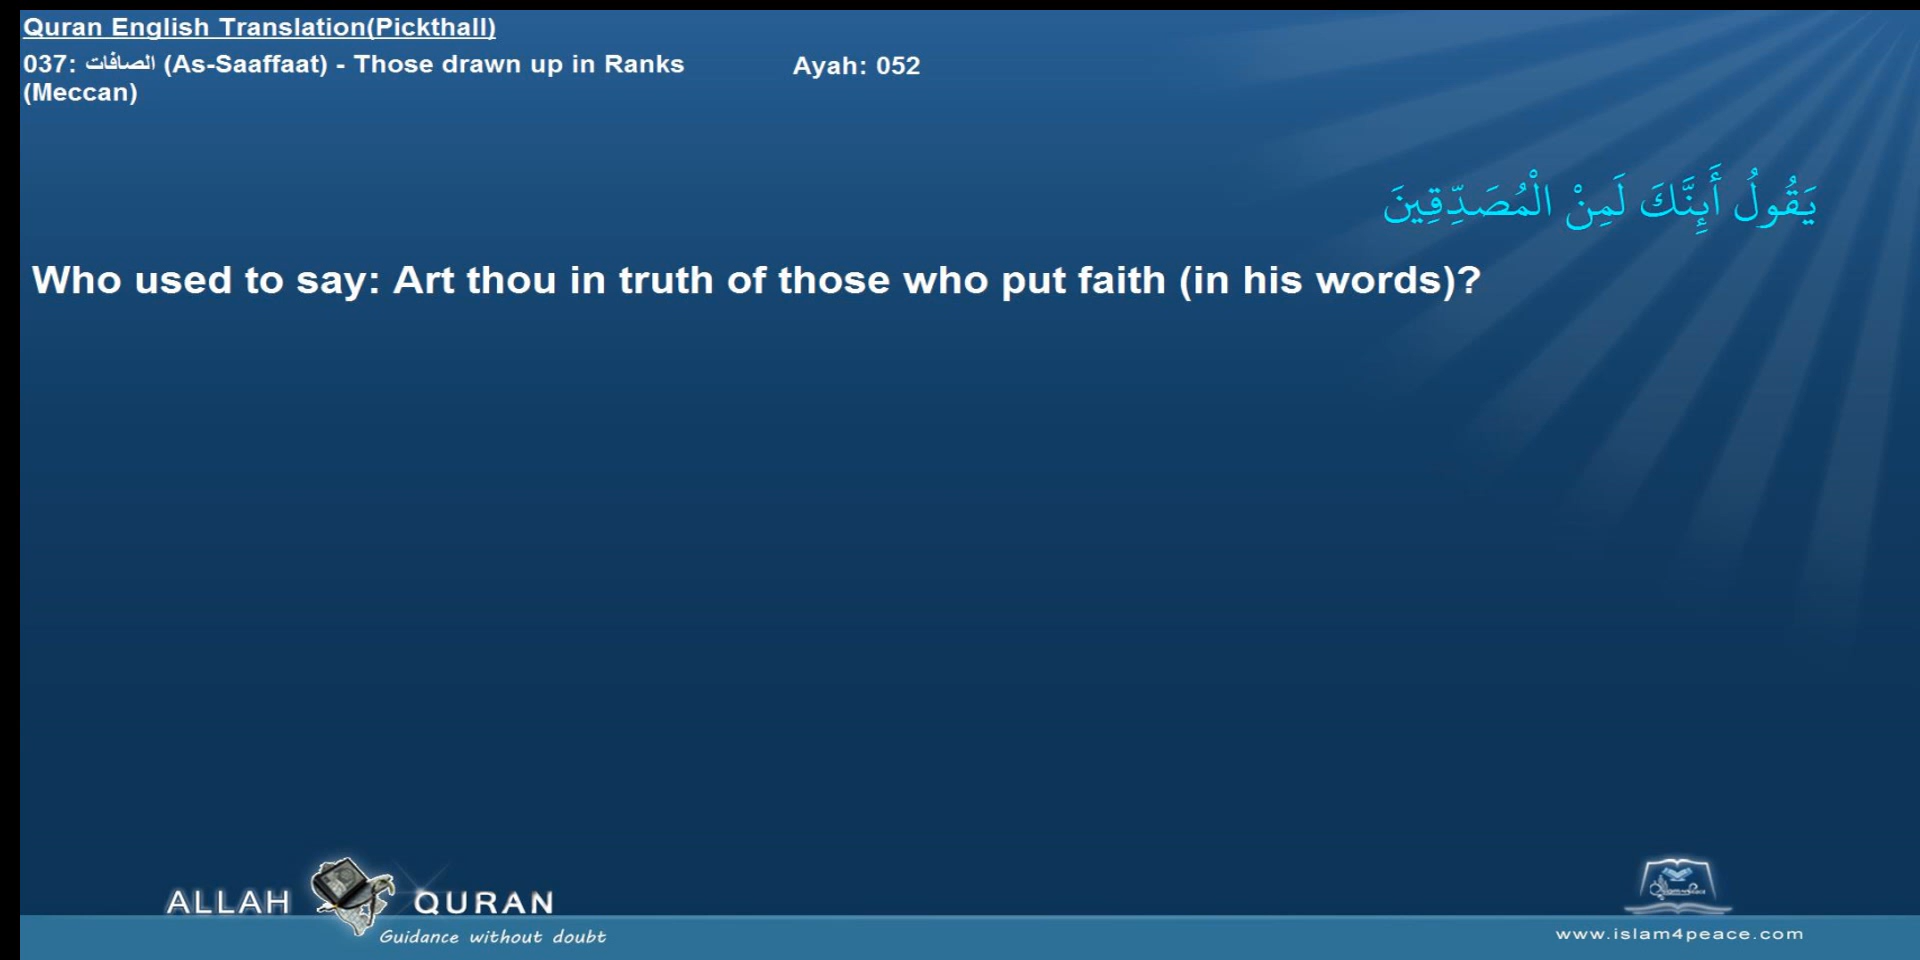 Quran English Translation(Pickthall)
037: الصافات (As-Saaffaat) - Those drawn up in Ranks
(Meccan)
Ayah: 052
يَقُولُ أَإِنَّكَ لَمِنْ الْمُصَدِّقِينَ
Who used to say: Art thou in truth of those who put faith (in his words)?
ALLAH QURAN
Guidance without doubt
www.islam4peace.com